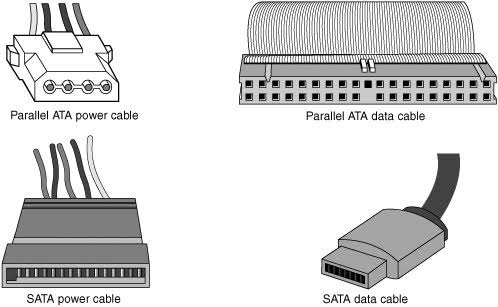 Parallel ATA power cable
Parallel ATA data cable
SATA power cable
SATA data cable